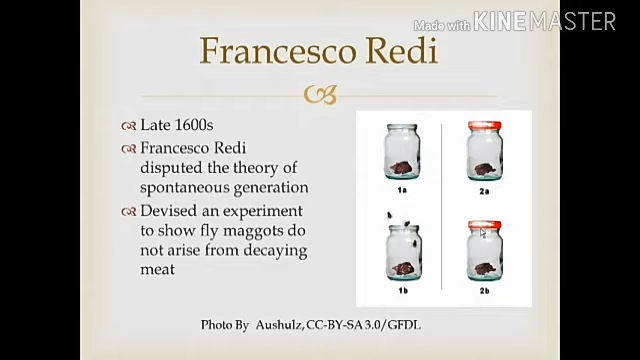 Made with KINEMASTER
Francesco Redi
Late 1600s
Francesco Redi
disputed the theory of
spontaneous generation
Devised an experiment
to show fly maggots do
not arise from decaying
meat
1a
2a
1b
2b
Photo By Aushulz, CC-BY-SA 3.0/GFDL